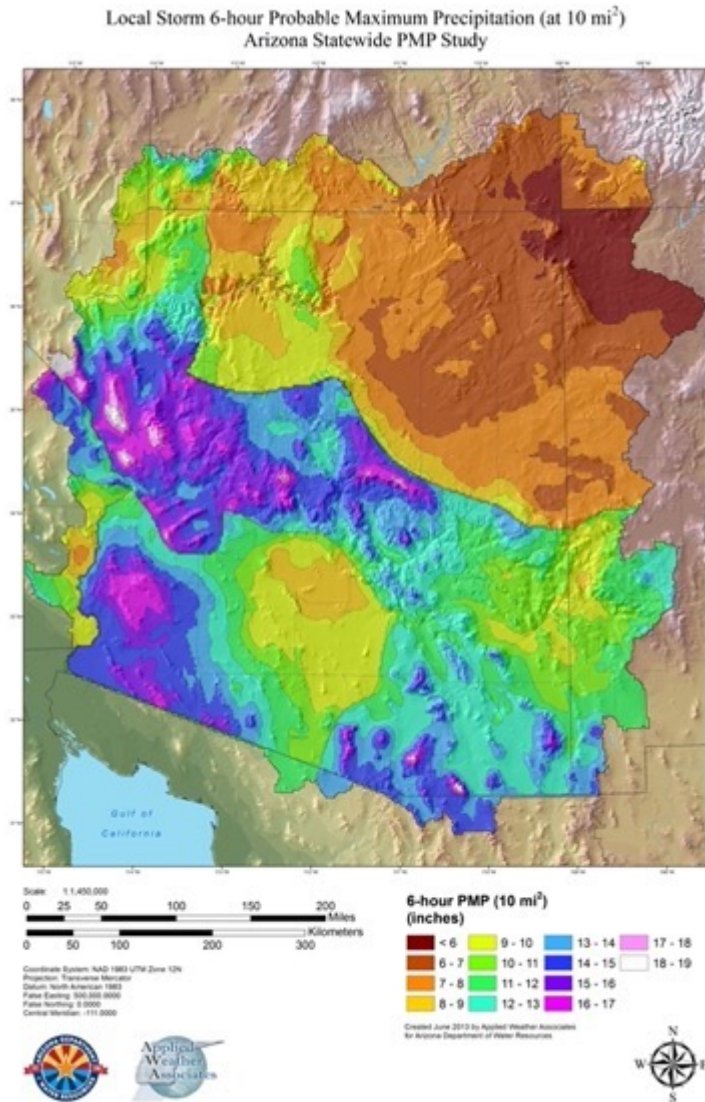 Local Storm 6-hour Probable Maximum Precipitation (at 10 mi²)
Arizona Statewide PMP Study
Gulf of
California
Scale: 1:1,450,000
0 25 50 100 150 200
Miles
Kilometers
0 50 100 200 300
Coordinate System: NAD 1983 UTM Zone 12N
Projection: Transverse Mercator
Datum: North American 1983
False Easting: 500,000.0000
False Northing: 0.0000
Central Meridian: -111.0000
6-hour PMP (10 mi²)
(inches)
< 6 9 - 10 13 - 14 17 - 18
6 - 7 10 - 11 14 - 15 18 - 19
7 - 8 11 - 12 15 - 16
8 - 9 12 - 13 16 - 17
Created June 2013 by Applied Weather Associates
for Arizona Department of Water Resources
ARIZONA DEPARTMENT
Applied
Weather
Associates
N
W E
S